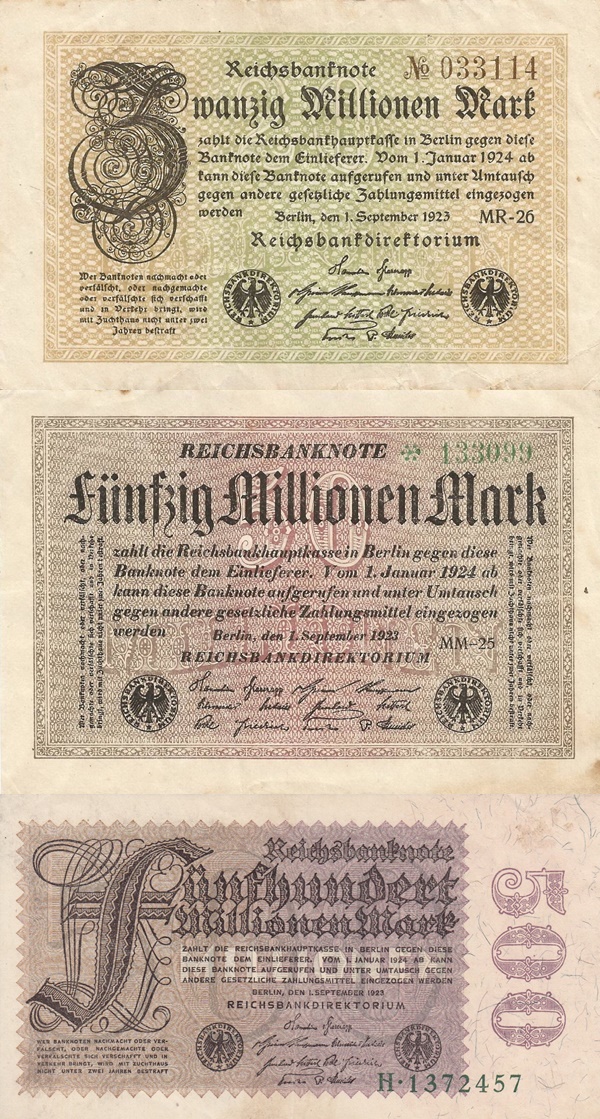 Reichsbanknote № 033114
Zwanzig Millionen Mark
zahlt die Reichsbankhauptkasse in Berlin gegen diese
Banknote dem Einlieferer. Vom 1. Januar 1924 ab
kann diese Banknote aufgerufen und unter Umtausch
gegen andere gesetzliche Zahlungsmittel eingezogen
werden Berlin, den 1. September 1923 MR-26
Reichsbankdirektorium
Wer Banknoten nachmacht oder
verfälscht, oder nachgemachte
oder verfälschte sich verschafft
und in Verkehr bringt, wird
mit Zuchthaus nicht unter zwei
Jahren bestraft
REICHSBANKDIREKTORIUM
REICHSBANKDIREKTORIUM
REICHSBANKNOTE * 133099
50
Fünfzig Millionen Mark
zahlt die Reichsbankhauptkasse in Berlin gegen diese
Banknote dem Einlieferer. Vom 1. Januar 1924 ab
kann diese Banknote aufgerufen und unter Umtausch
gegen andere gesetzliche Zahlungsmittel eingezogen
werden Berlin, den 1. September 1923 MM-25
REICHSBANKDIREKTORIUM
REICHSBANKDIREKTORIUM
REICHSBANKDIREKTORIUM
Reichsbanknote
Fünfhundert
Millionen Mark
500
ZAHLT DIE REICHSBANKHAUPTKASSE IN BERLIN GEGEN DIESE
BANKNOTE DEM EINLIEFERER. VOM 1. JANUAR 1924 AB KANN
DIESE BANKNOTE AUFGERUFEN UND UNTER UMTAUSCH GEGEN
ANDERE GESETZLICHE ZAHLUNGSMITTEL EINGEZOGEN WERDEN
BERLIN, DEN 1. SEPTEMBER 1923
REICHSBANKDIREKTORIUM
WER BANKNOTEN NACHMACHT ODER VER-
FÄLSCHT, ODER NACHGEMACHTE ODER
VERFÄLSCHTE SICH VERSCHAFFT UND IN
VERKEHR BRINGT, WIRD MIT ZUCHTHAUS
NICHT UNTER ZWEI JAHREN BESTRAFT
REICHSBANKDIREKTORIUM
REICHSBANKDIREKTORIUM
H·1372457